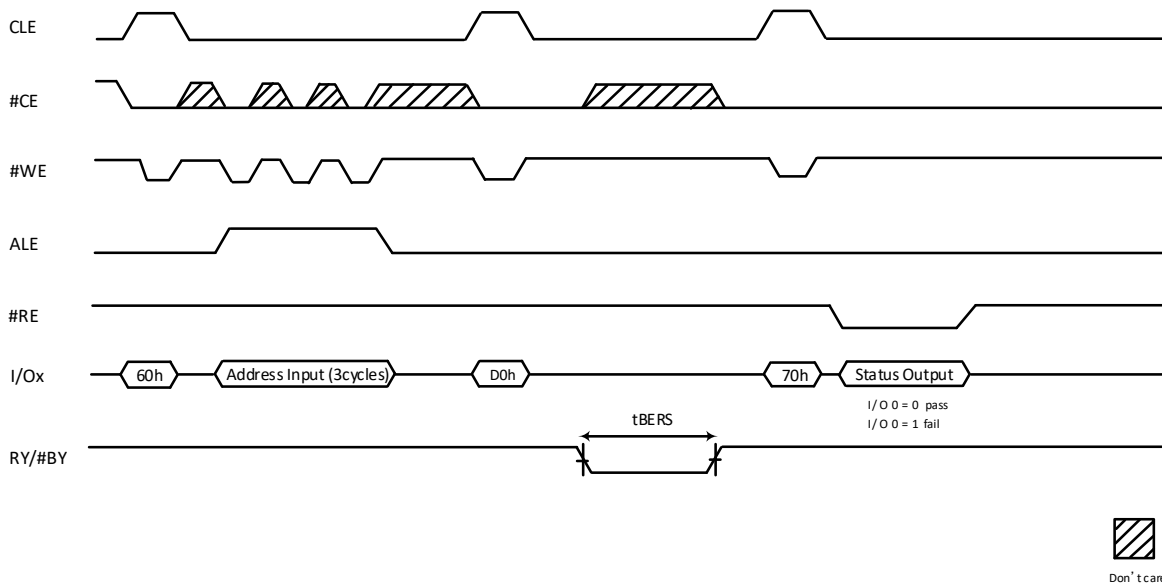 CLE
#CE
#WE
ALE
#RE
I/Ox
60h
Address Input (3cycles)
D0h
70h
Status Output
I/O 0 = 0 pass
I/O 0 = 1 fail
tBERS
RY/#BY
Don't care